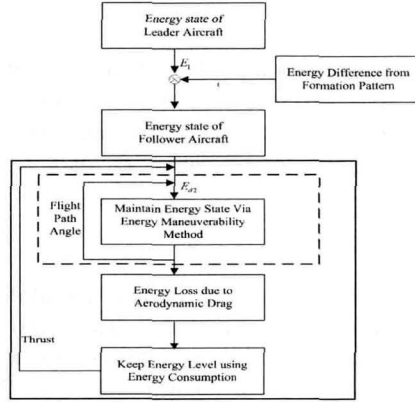 Energy state of
Leader Aircraft
E₁
Energy Difference from
Formation Pattern
Energy state of
Follower Aircraft
Flight
Path
Angle
Maintain Energy State Via
Energy Maneuverability
Method
Energy Loss due to
Aerodynamic Drag
Thrust
Keep Energy Level using
Energy Consumption